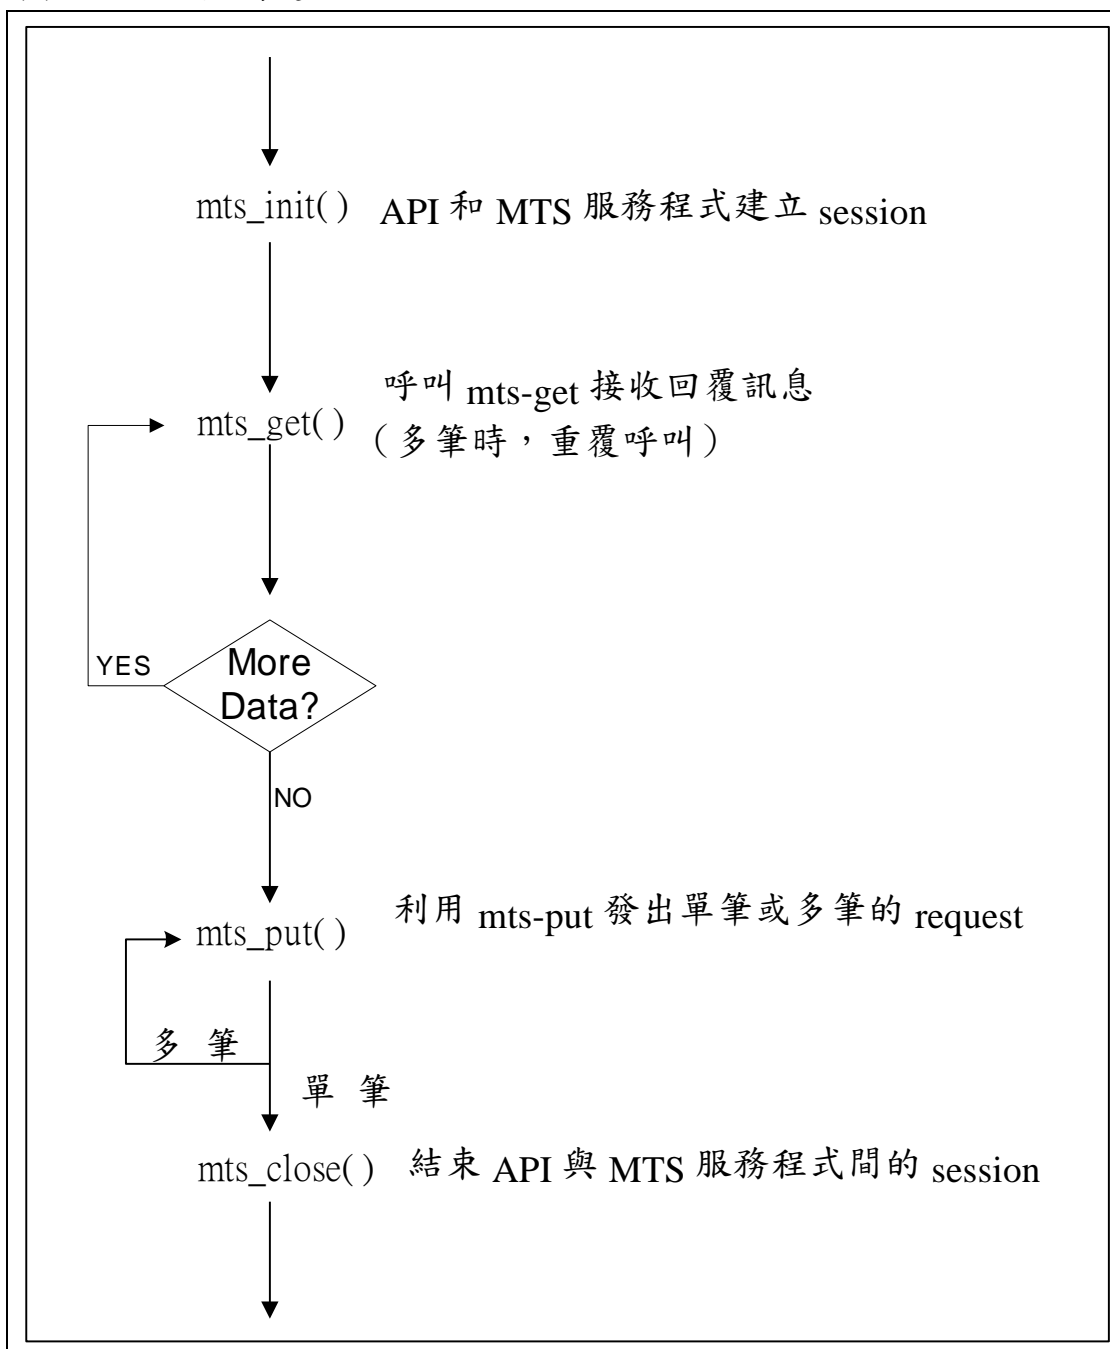 mts_init() API 和 MTS 服務程式建立 session
呼叫 mts-get 接收回覆訊息
mts_get() (多筆時,重覆呼叫)
YES
More
Data?
NO
利用 mts-put 發出單筆或多筆的 request
mts_put()
多 筆
單 筆
mts_close() 結束 API 與 MTS 服務程式間的 session